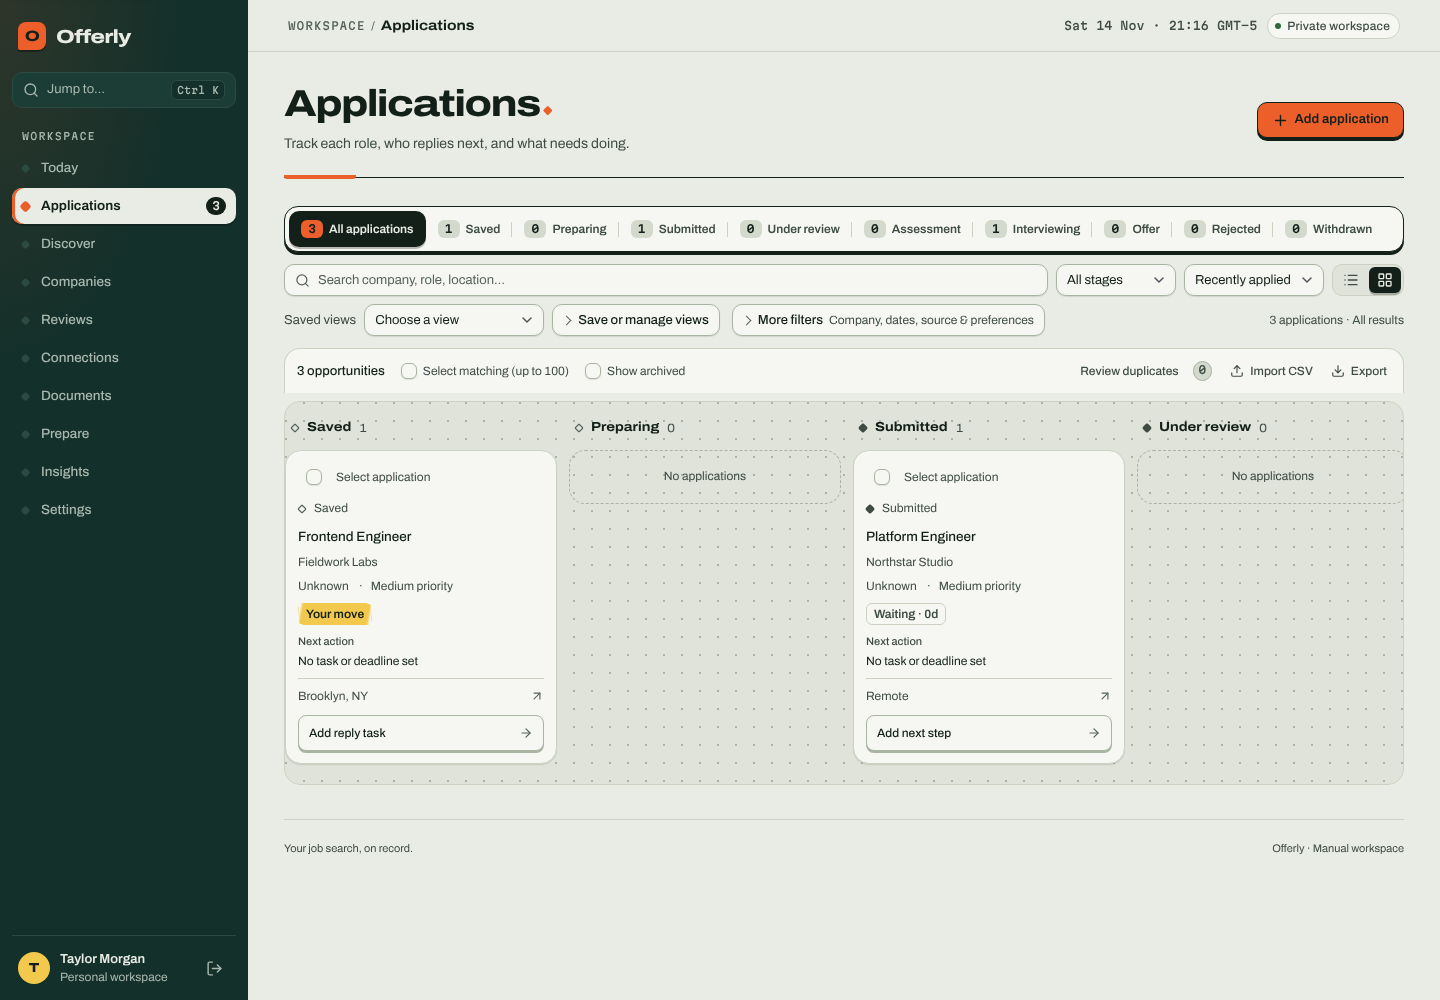 O Offerly
Jump to... Ctrl K
WORKSPACE
Today
Applications 3
Discover
Companies
Reviews
Connections
Documents
Prepare
Insights
Settings
T Taylor Morgan
Personal workspace
WORKSPACE / Applications
Sat 14 Nov · 21:16 GMT-5 Private workspace
Applications
Track each role, who replies next, and what needs doing.
Add application
3 All applications 1 Saved 0 Preparing 1 Submitted 0 Under review 0 Assessment 1 Interviewing 0 Offer 0 Rejected 0 Withdrawn
Search company, role, location... All stages Recently applied
Saved views Choose a view Save or manage views More filters Company, dates, source & preferences 3 applications · All results
3 opportunities Select matching (up to 100) Show archived Review duplicates 0 Import CSV Export
Saved 1
Select application
Saved
Frontend Engineer
Fieldwork Labs
Unknown · Medium priority
Your move
Next action
No task or deadline set
Brooklyn, NY
Add reply task
Preparing 0
No applications
Submitted 1
Select application
Submitted
Platform Engineer
Northstar Studio
Unknown · Medium priority
Waiting · 0d
Next action
No task or deadline set
Remote
Add next step
Under review 0
No applications
Your job search, on record.
Offerly · Manual workspace